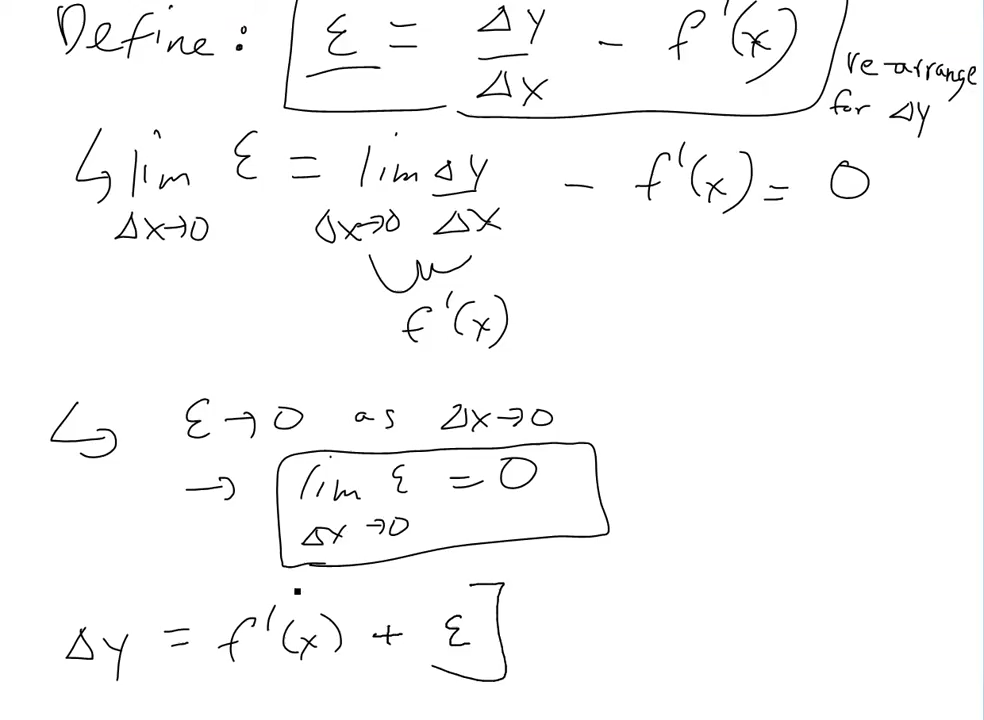 Define: ε = Δy/Δx - f'(x)
re-arrange
for Δy
↳ lim Δx→0 ε = lim Δx→0 Δy/Δx - f'(x) = 0
f'(x)
↳ ε → 0 as Δx→0
→ lim Δx→0 ε = 0
Δy = f'(x) + ε]